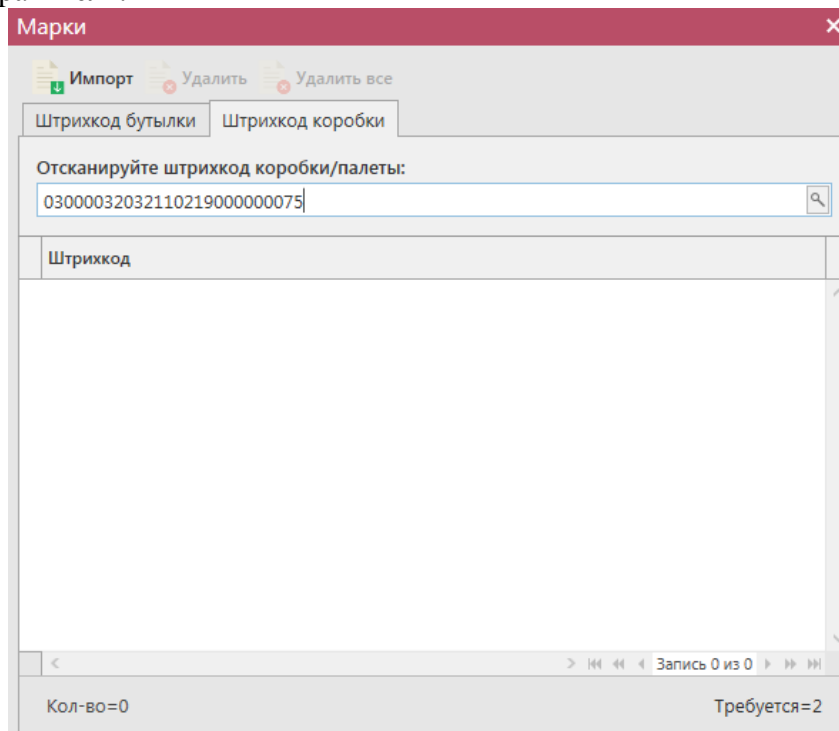 Марки
Импорт Удалить Удалить все
Штрихкод бутылки Штрихкод коробки
Отсканируйте штрихкод коробки/палеты:
03000032032110219000000075
Штрихкод
Запись 0 из 0
Кол-во=0 Требуется=2